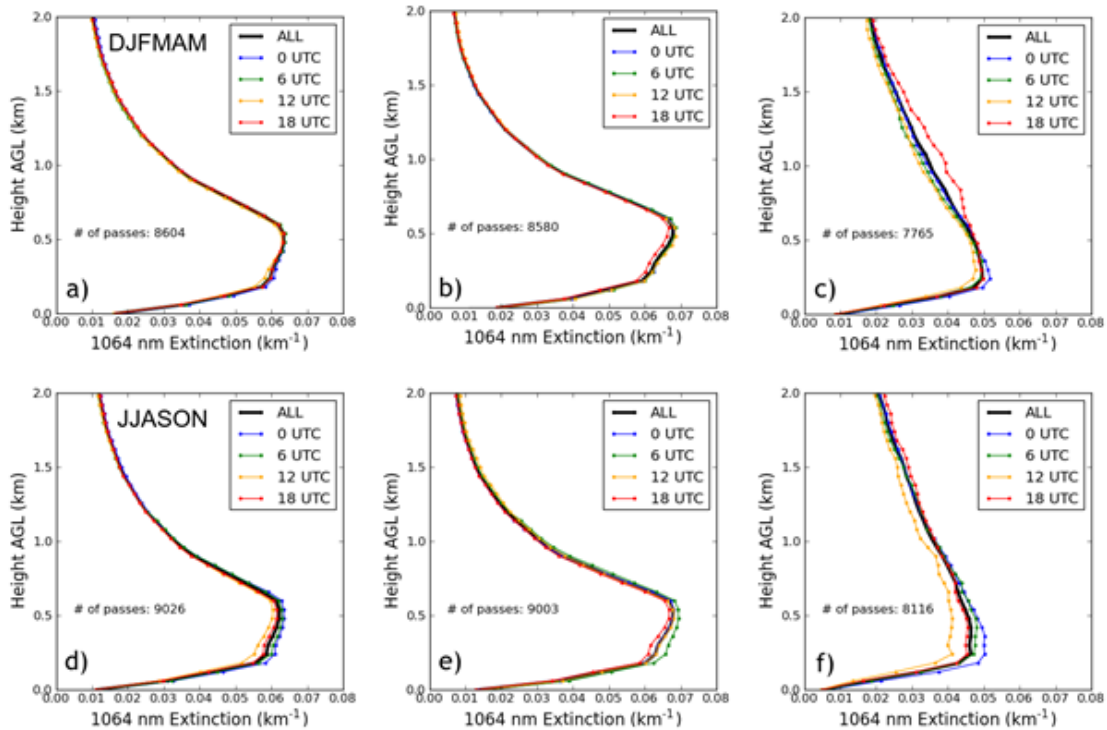 DJFMAM
ALL
0 UTC
6 UTC
12 UTC
18 UTC
# of passes: 8604
a)
Height AGL (km)
0.0
0.5
1.0
1.5
2.0
0.00 0.01 0.02 0.03 0.04 0.05 0.06 0.07 0.08
1064 nm Extinction (km⁻¹)
ALL
0 UTC
6 UTC
12 UTC
18 UTC
# of passes: 8580
b)
Height AGL (km)
0.0
0.5
1.0
1.5
2.0
0.00 0.01 0.02 0.03 0.04 0.05 0.06 0.07 0.08
1064 nm Extinction (km⁻¹)
ALL
0 UTC
6 UTC
12 UTC
18 UTC
# of passes: 7765
c)
Height AGL (km)
0.0
0.5
1.0
1.5
2.0
0.00 0.01 0.02 0.03 0.04 0.05 0.06 0.07 0.08
1064 nm Extinction (km⁻¹)
JJASON
ALL
0 UTC
6 UTC
12 UTC
18 UTC
# of passes: 9026
d)
Height AGL (km)
0.0
0.5
1.0
1.5
2.0
0.00 0.01 0.02 0.03 0.04 0.05 0.06 0.07 0.08
1064 nm Extinction (km⁻¹)
ALL
0 UTC
6 UTC
12 UTC
18 UTC
# of passes: 9003
e)
Height AGL (km)
0.0
0.5
1.0
1.5
2.0
0.00 0.01 0.02 0.03 0.04 0.05 0.06 0.07 0.08
1064 nm Extinction (km⁻¹)
ALL
0 UTC
6 UTC
12 UTC
18 UTC
# of passes: 8116
f)
Height AGL (km)
0.0
0.5
1.0
1.5
2.0
0.00 0.01 0.02 0.03 0.04 0.05 0.06 0.07 0.08
1064 nm Extinction (km⁻¹)